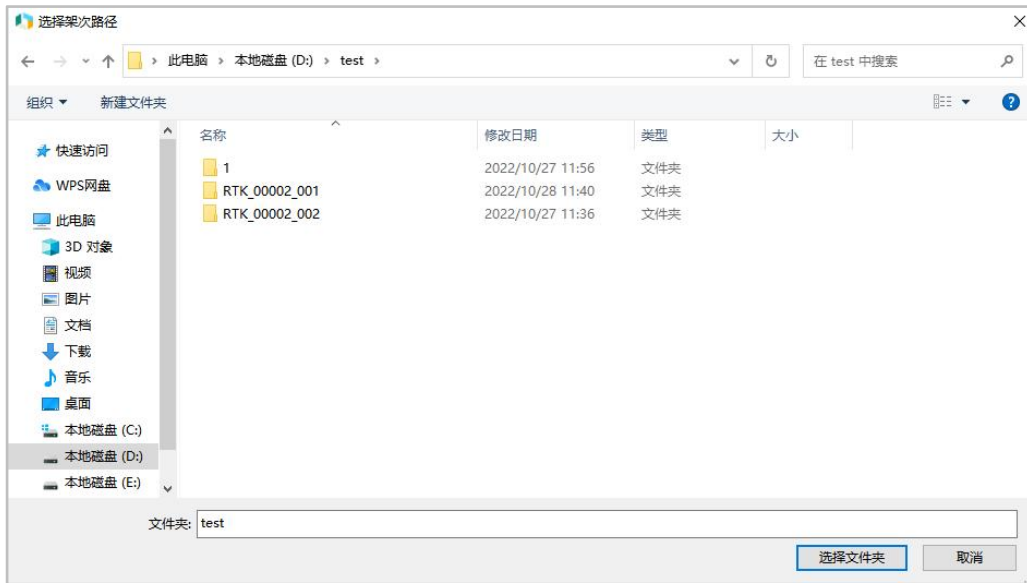 选择架次路径
此电脑 › 本地磁盘 (D:) › test ›
在 test 中搜索
组织
新建文件夹
名称 修改日期 类型 大小
1 2022/10/27 11:56 文件夹
RTK_00002_001 2022/10/28 11:40 文件夹
RTK_00002_002 2022/10/27 11:36 文件夹
快速访问
WPS网盘
此电脑
3D 对象
视频
图片
文档
下载
音乐
桌面
本地磁盘 (C:)
本地磁盘 (D:)
本地磁盘 (E:)
文件夹: test
选择文件夹 取消